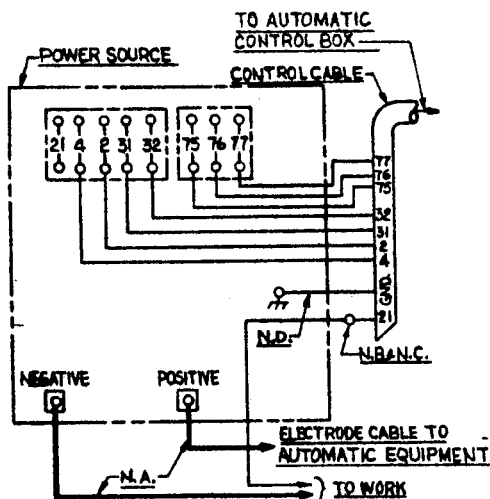 TO AUTOMATIC
CONTROL BOX
POWER SOURCE
CONTROL CABLE
21 4 2 31 32 75 76 77
77
76
75
32
31
2
4
GND
21
N.D.
N.B. N.C.
NEGATIVE POSITIVE
ELECTRODE CABLE TO
AUTOMATIC EQUIPMENT
N.A.
TO WORK